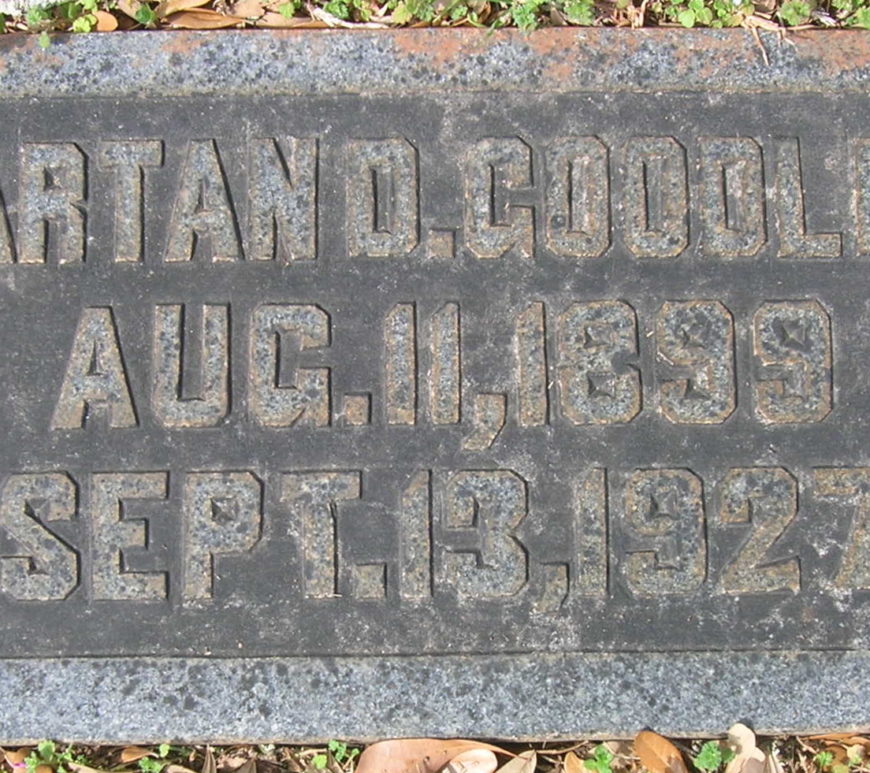 ARTAN D. GOODL
AUG. 11, 1899
SEPT. 13, 1927